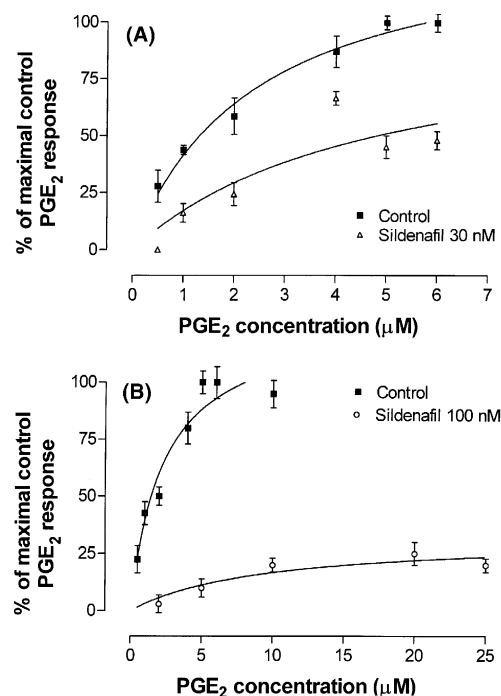 (A)
% of maximal control
PGE2 response
100
75
50
25
0
Control
Sildenafil 30 nM
0 1 2 3 4 5 6 7
PGE2 concentration (μM)
(B)
% of maximal control
PGE2 response
100
75
50
25
0
Control
Sildenafil 100 nM
0 5 10 15 20 25
PGE2 concentration (μM)